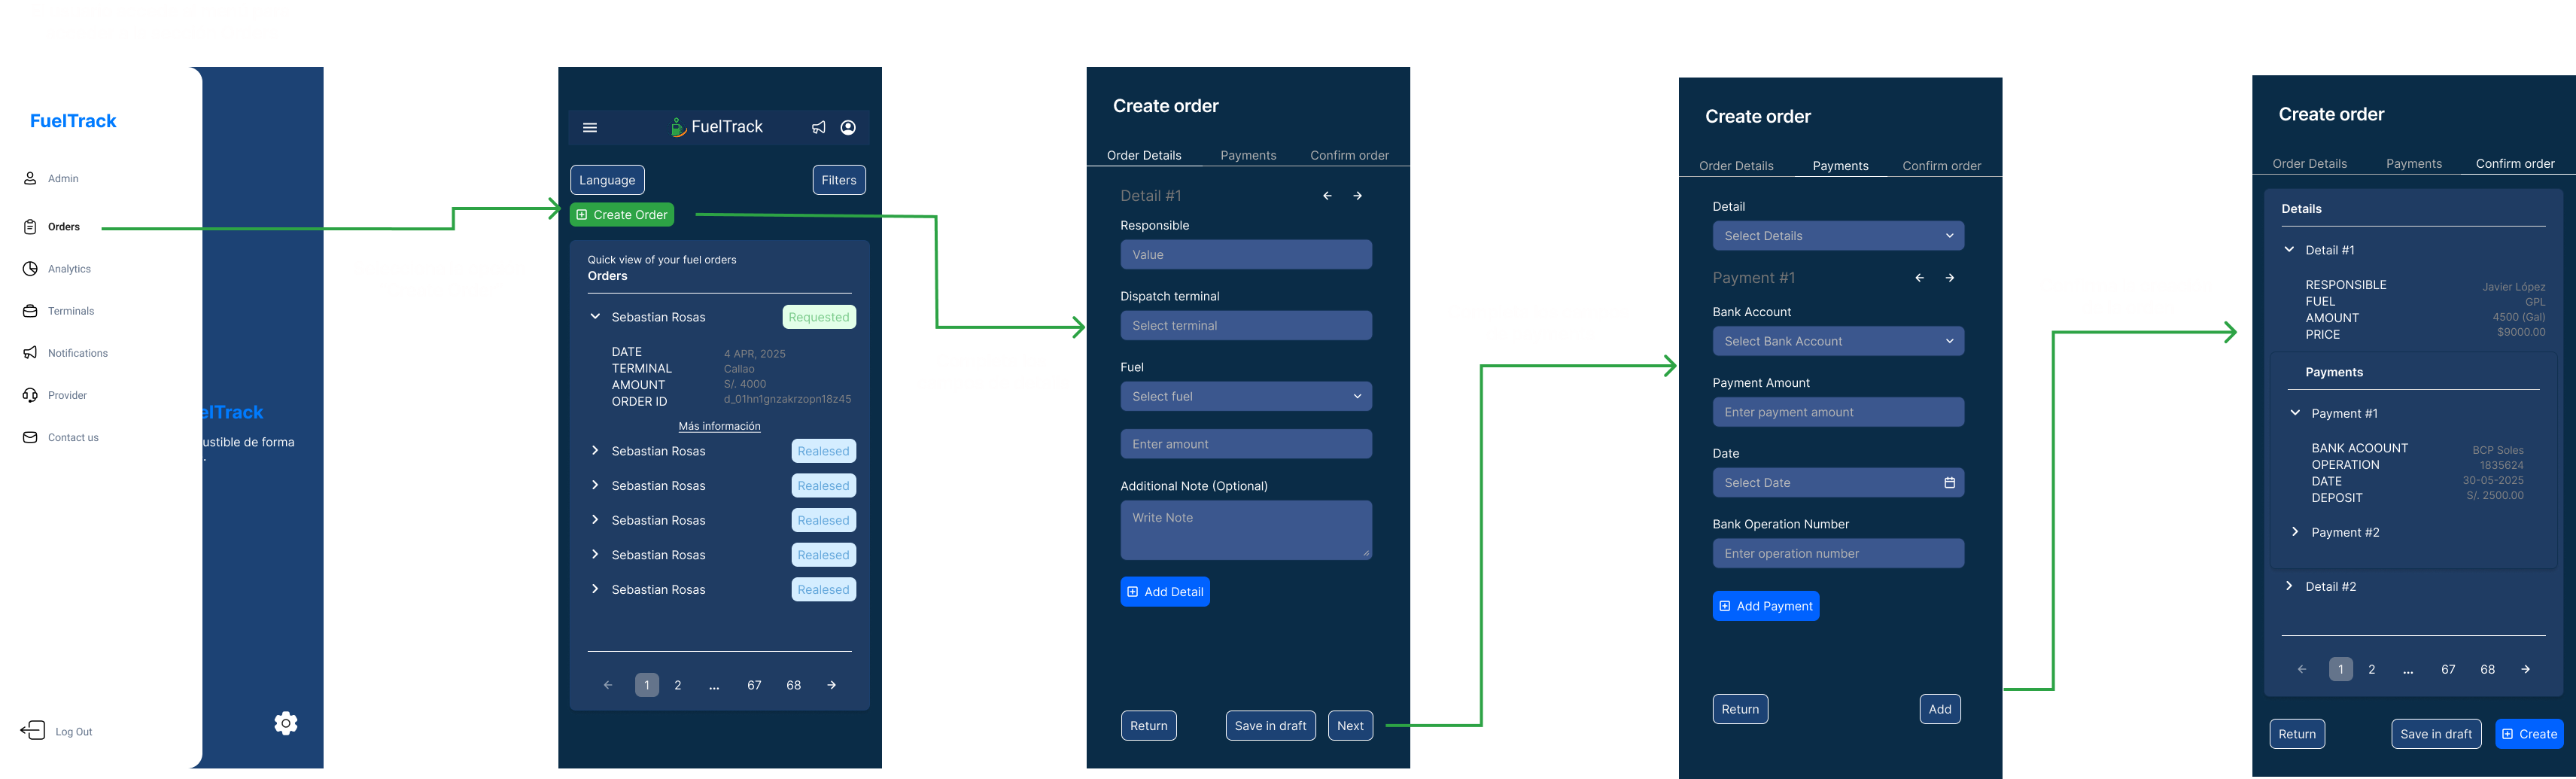 FuelTrack
Admin
Orders
Analytics
Terminals
Notifications
Provider
Contact us
Log Out
elTrack
ustible de forma
.
FuelTrack
Language
Filters
Create Order
Quick view of your fuel orders
Orders
Sebastian Rosas Requested
DATE 4 APR, 2025
TERMINAL Callao
AMOUNT S/. 4000
ORDER ID d_01hn1gnzakrzopn18z45
Más información
Sebastian Rosas Realesed
Sebastian Rosas Realesed
Sebastian Rosas Realesed
Sebastian Rosas Realesed
Sebastian Rosas Realesed
1 2 ... 67 68
Create order
Order Details Payments Confirm order
Detail #1
Responsible
Value
Dispatch terminal
Select terminal
Fuel
Select fuel
Enter amount
Additional Note (Optional)
Write Note
Add Detail
Return Save in draft Next
Create order
Order Details Payments Confirm order
Detail
Select Details
Payment #1
Bank Account
Select Bank Account
Payment Amount
Enter payment amount
Date
Select Date
Bank Operation Number
Enter operation number
Add Payment
Return Add
Create order
Order Details Payments Confirm order
Details
Detail #1
RESPONSIBLE Javier López
FUEL GPL
AMOUNT 4500 (Gal)
PRICE $9000.00
Payments
Payment #1
BANK ACOOUNT BCP Soles
OPERATION 1835624
DATE 30-05-2025
DEPOSIT S/. 2500.00
Payment #2
Detail #2
1 2 ... 67 68
Return Save in draft Create